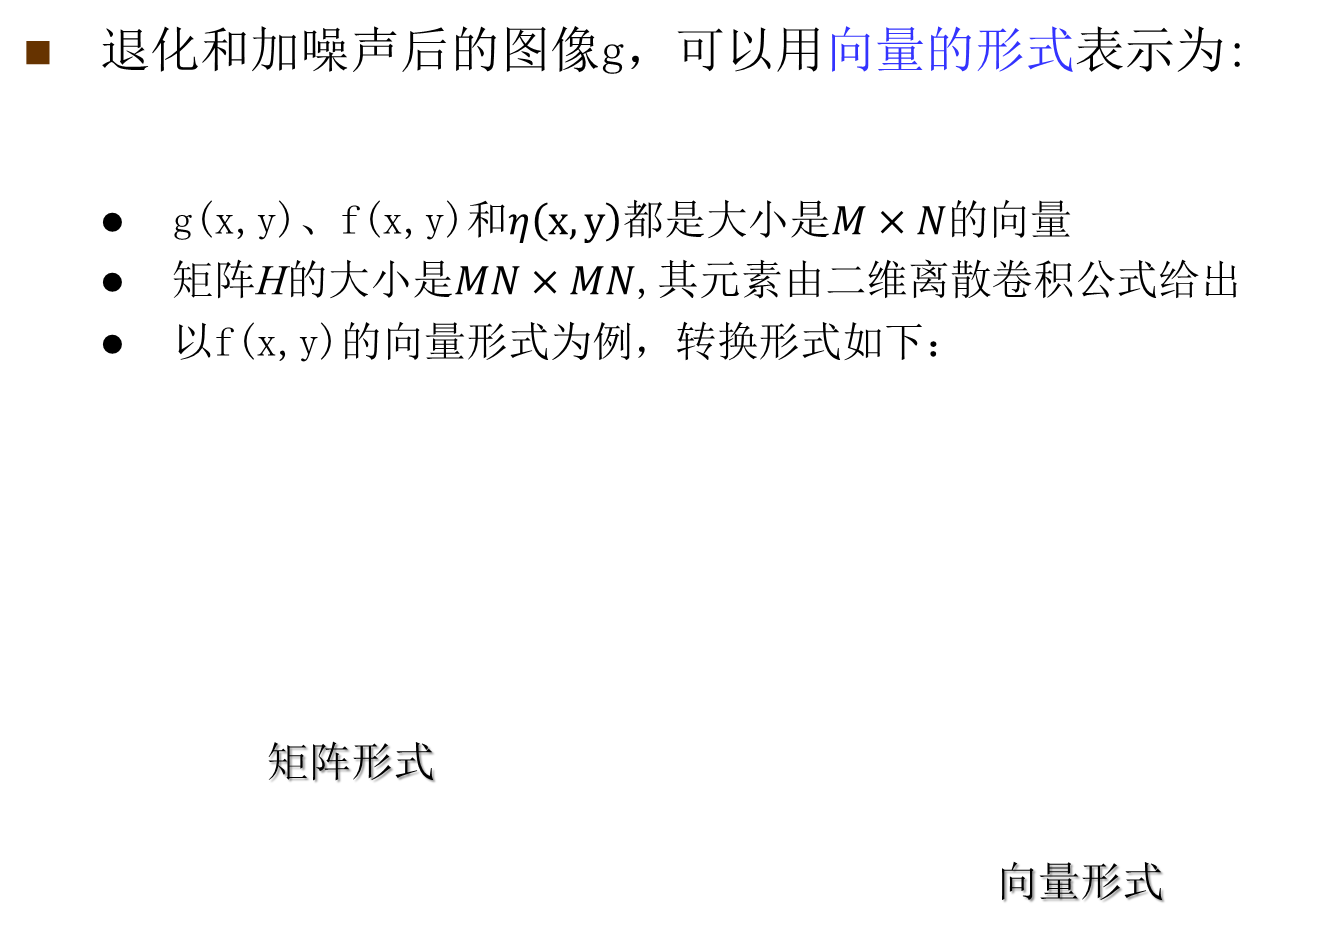 退化和加噪声后的图像g，可以用向量的形式表示为:
g(x,y)、f(x,y)和η(x,y)都是大小是M × N的向量
矩阵H的大小是MN × MN,其元素由二维离散卷积公式给出
以f(x,y)的向量形式为例，转换形式如下：
矩阵形式
向量形式